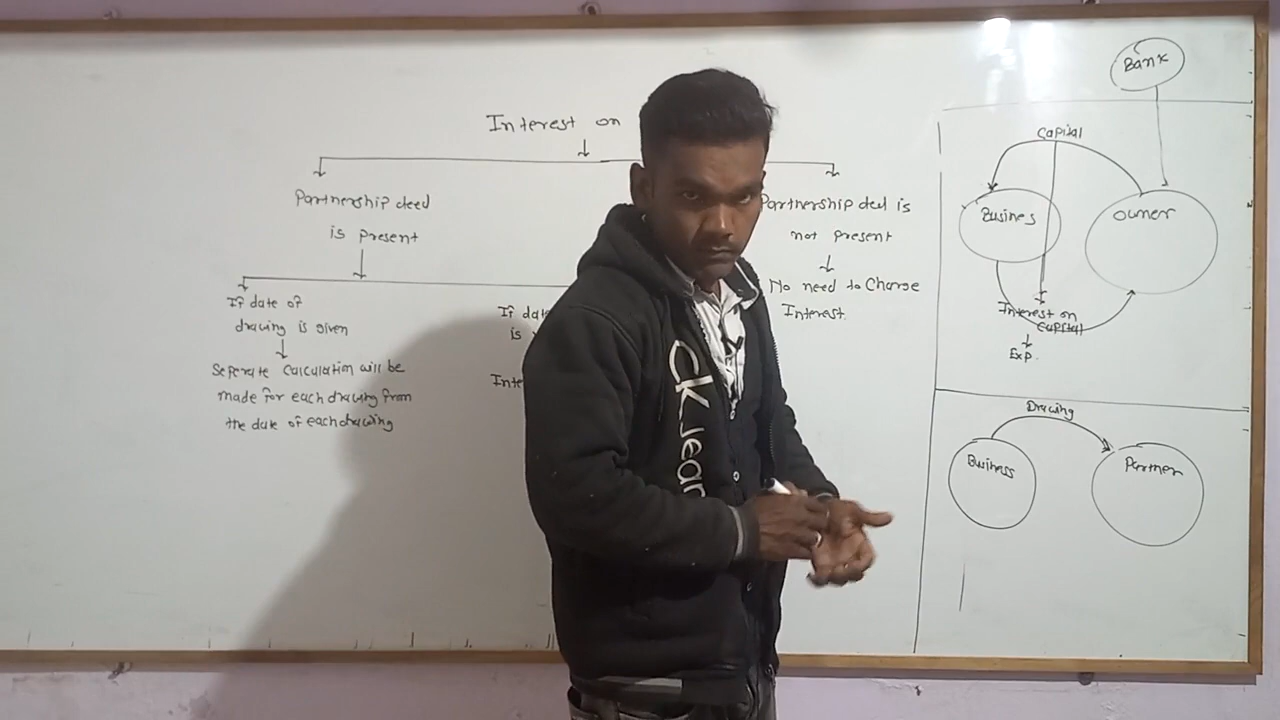 Interest on
Partnership deed
is present
If date of
drawing is given
Seperate Calculation will be
made for each drawing from
the date of each drawing
If date
is
Inte
Partnership ded is
not present
No need to Charge
Interest
CK Jean
Bank
Capital
Busines
owner
Interest on
Capital
Exp.
Drawing
Business
Partner